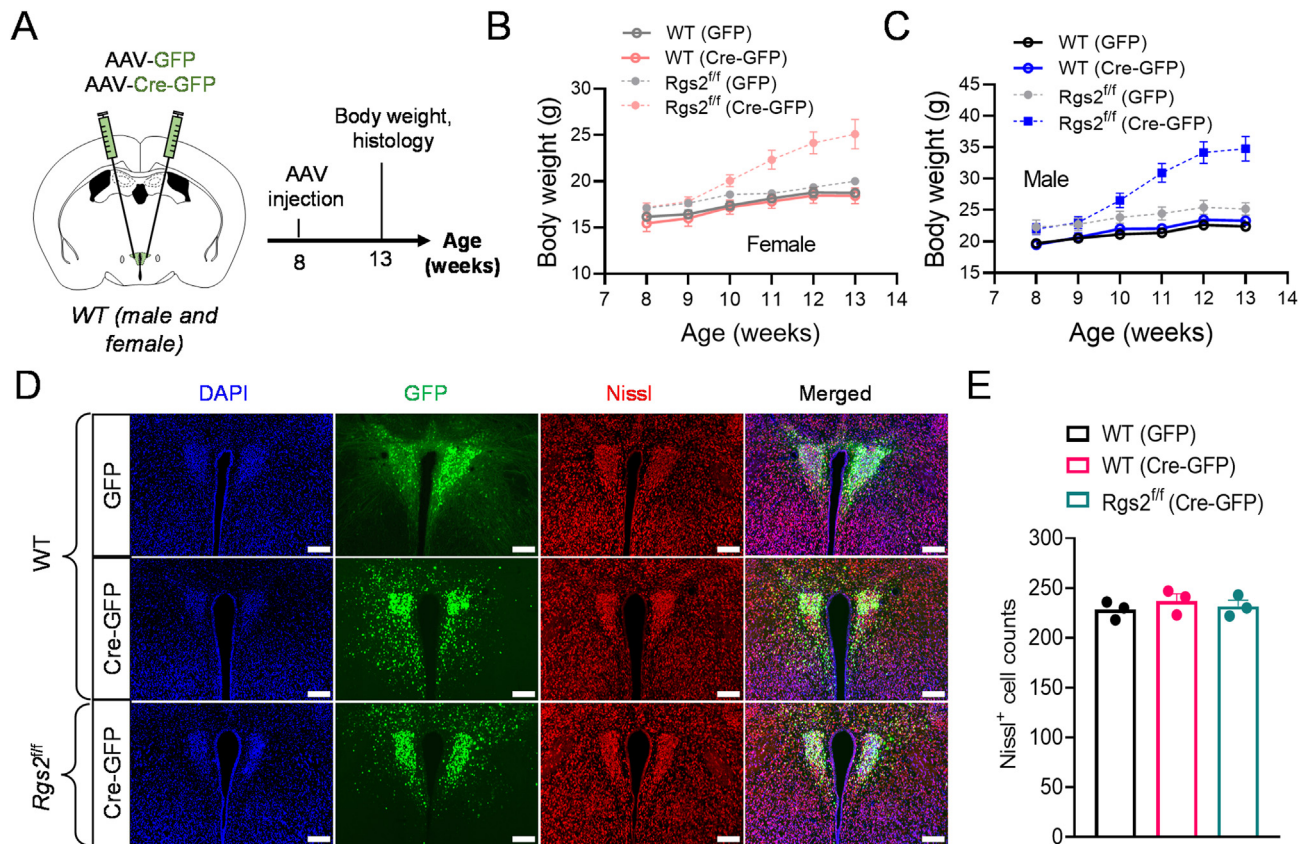 A
AAV-GFP
AAV-Cre-GFP
WT (male and
female)
Body weight,
histology
AAV
injection
8
13
Age
(weeks)
B
WT (GFP)
WT (Cre-GFP)
Rgs2f/f (GFP)
Rgs2f/f (Cre-GFP)
Body weight (g)
30
25
20
15
10
Female
7 8 9 10 11 12 13 14
Age (weeks)
C
WT (GFP)
WT (Cre-GFP)
Rgs2f/f (GFP)
Rgs2f/f (Cre-GFP)
Body weight (g)
45
40
35
30
25
20
15
Male
7 8 9 10 11 12 13 14
Age (weeks)
D
DAPI GFP Nissl Merged
WT
GFP
Cre-GFP
Rgs2f/f
Cre-GFP
E
WT (GFP)
WT (Cre-GFP)
Rgs2f/f (Cre-GFP)
Nissl+ cell counts
300
250
200
150
100
50
0